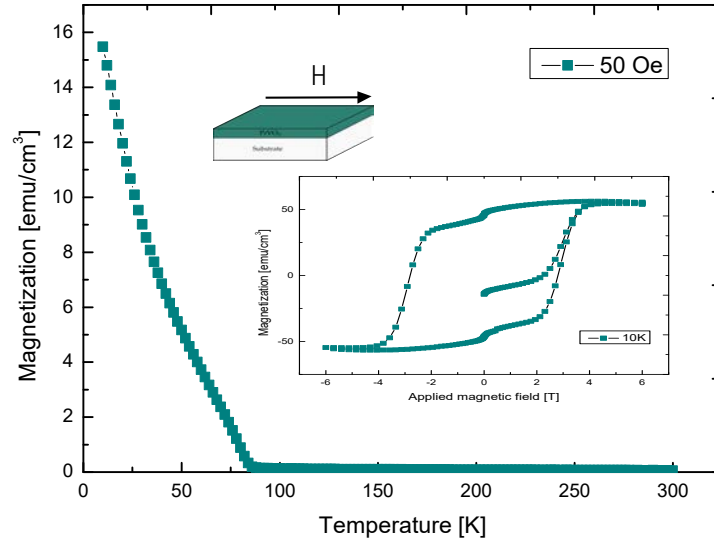 16
14
12
10
8
6
4
2
0
Magnetization [emu/cm³]
0 50 100 150 200 250 300
Temperature [K]
50 Oe
H
Substrate
50
0
-50
Magnetization [emu/cm³]
-6 -4 -2 0 2 4 6
Applied magnetic field [T]
10K